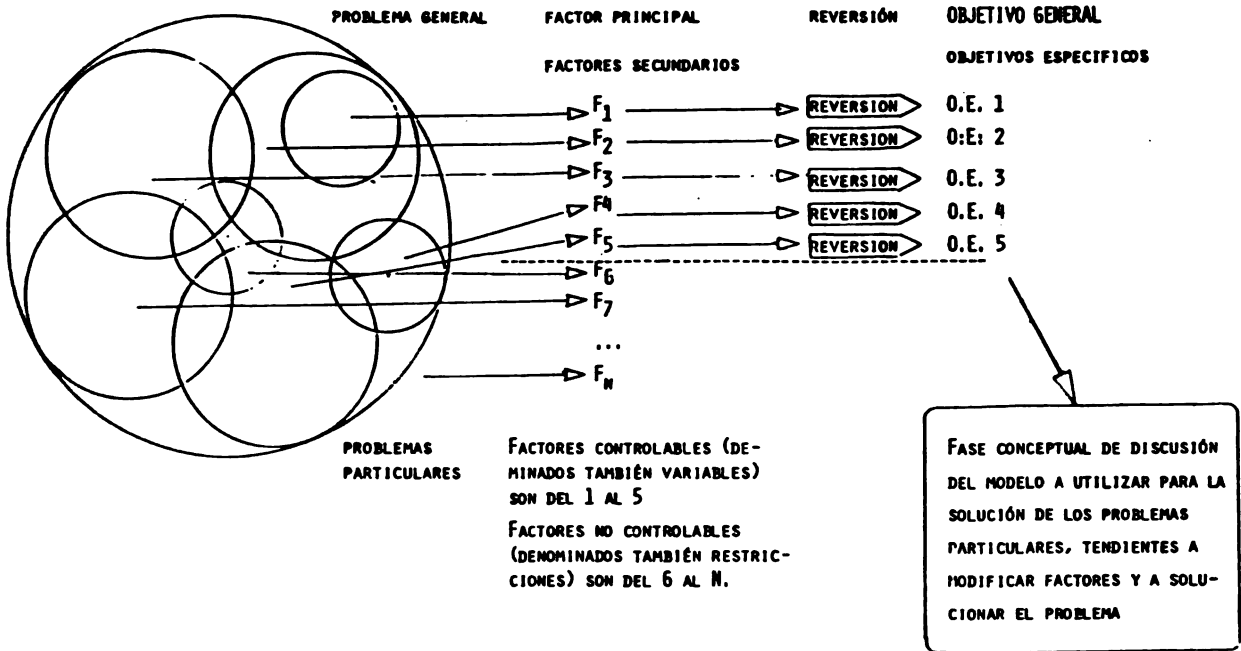 PROBLEMA GENERAL FACTOR PRINCIPAL REVERSIÓN OBJETIVO GENERAL
FACTORES SECUNDARIOS OBJETIVOS ESPECIFICOS
F1 REVERSION O.E. 1
F2 REVERSION O:E: 2
F3 REVERSION O.E. 3
F4 REVERSION O.E. 4
F5 REVERSION O.E. 5
F6
F7
...
FN
PROBLEMAS
PARTICULARES
FACTORES CONTROLABLES (DE-
MINADOS TAMBIÉN VARIABLES)
SON DEL 1 AL 5
FACTORES NO CONTROLABLES
(DENOMINADOS TAMBIÉN RESTRIC-
CIONES) SON DEL 6 AL N.
FASE CONCEPTUAL DE DISCUSIÓN
DEL MODELO A UTILIZAR PARA LA
SOLUCIÓN DE LOS PROBLEMAS
PARTICULARES, TENDIENTES A
MODIFICAR FACTORES Y A SOLU-
CIONAR EL PROBLEMA